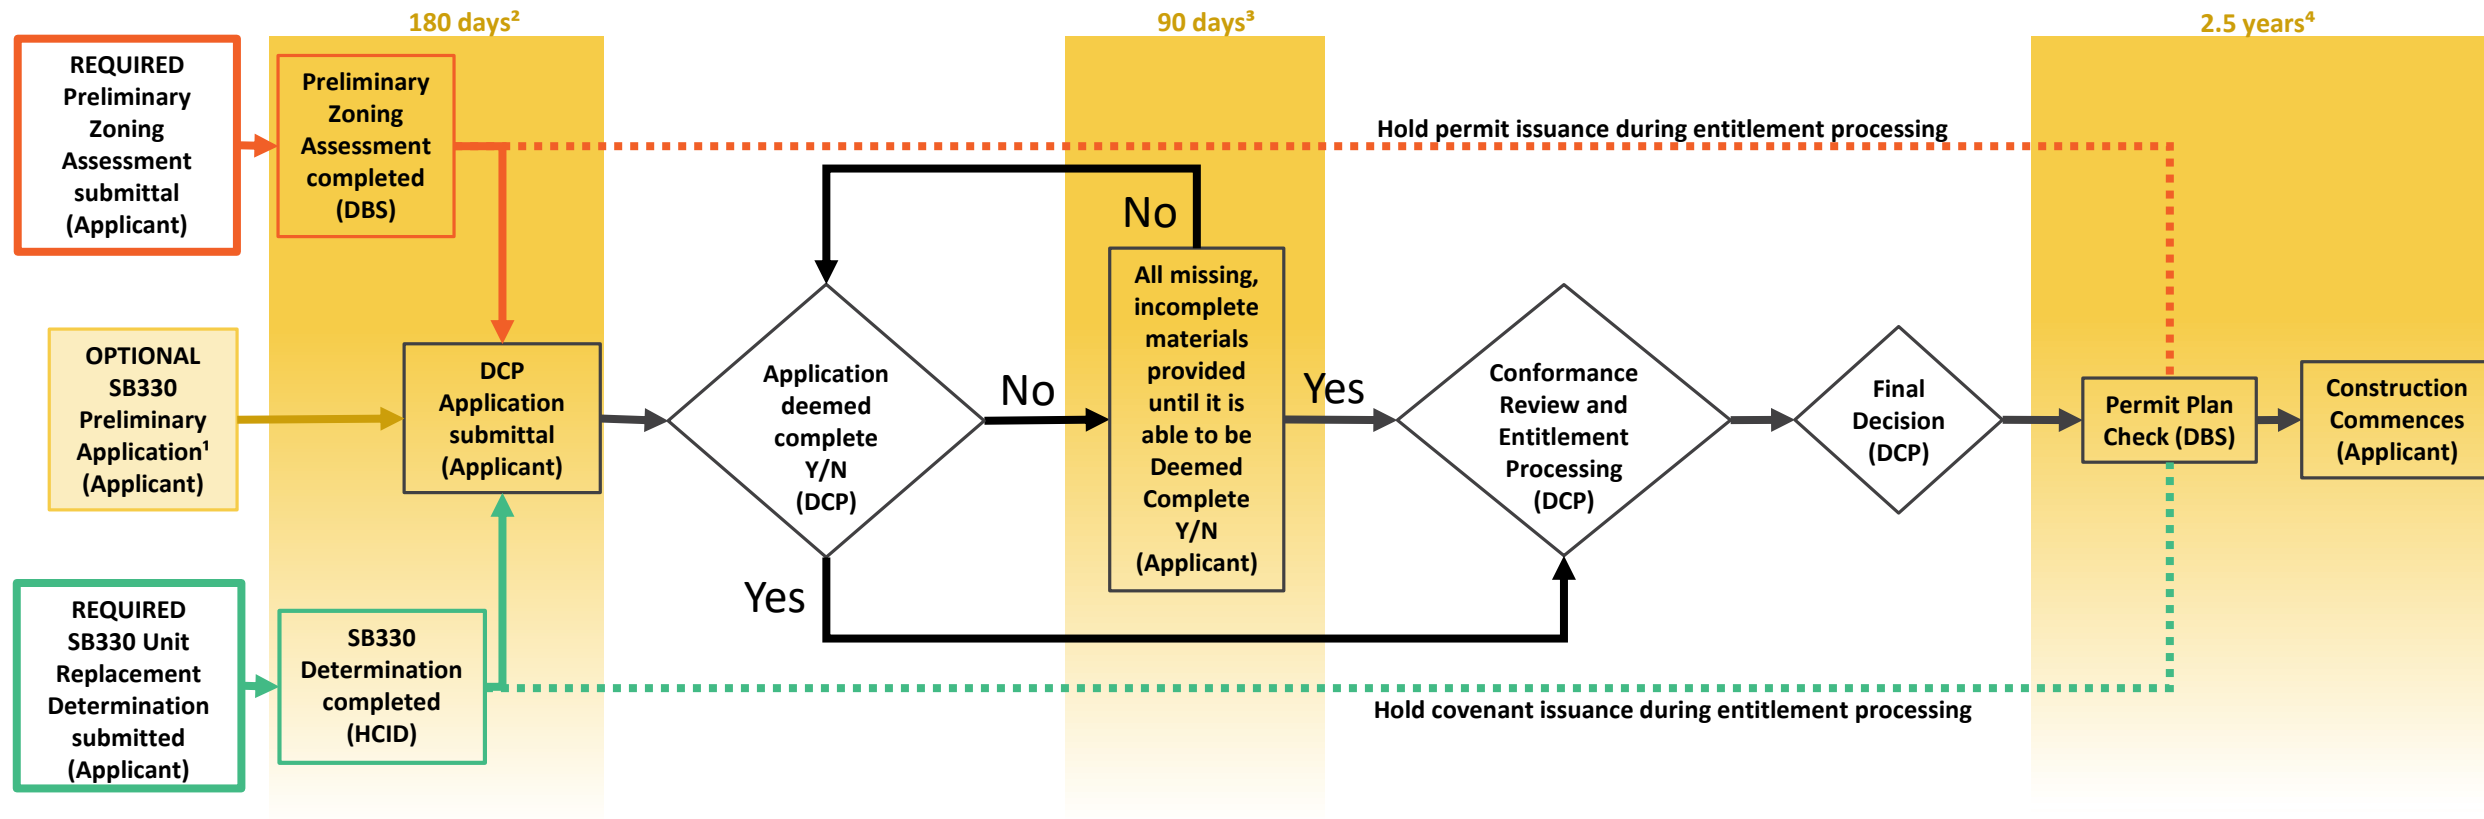 180 days²
90 days³
2.5 years⁴
REQUIRED
Preliminary
Zoning
Assessment
submittal
(Applicant)
Preliminary
Zoning
Assessment
completed
(DBS)
Hold permit issuance during entitlement processing
OPTIONAL
SB330
Preliminary
Application¹
(Applicant)
DCP
Application
submittal
(Applicant)
Application
deemed
complete
Y/N
(DCP)
No
No
Yes
All missing,
incomplete
materials
provided
until it is
able to be
Deemed
Complete
Y/N
(Applicant)
Yes
Conformance
Review and
Entitlement
Processing
(DCP)
Final
Decision
(DCP)
Permit Plan
Check (DBS)
Construction
Commences
(Applicant)
REQUIRED
SB330 Unit
Replacement
Determination
submitted
(Applicant)
SB330
Determination
completed
(HCID)
Hold covenant issuance during entitlement processing